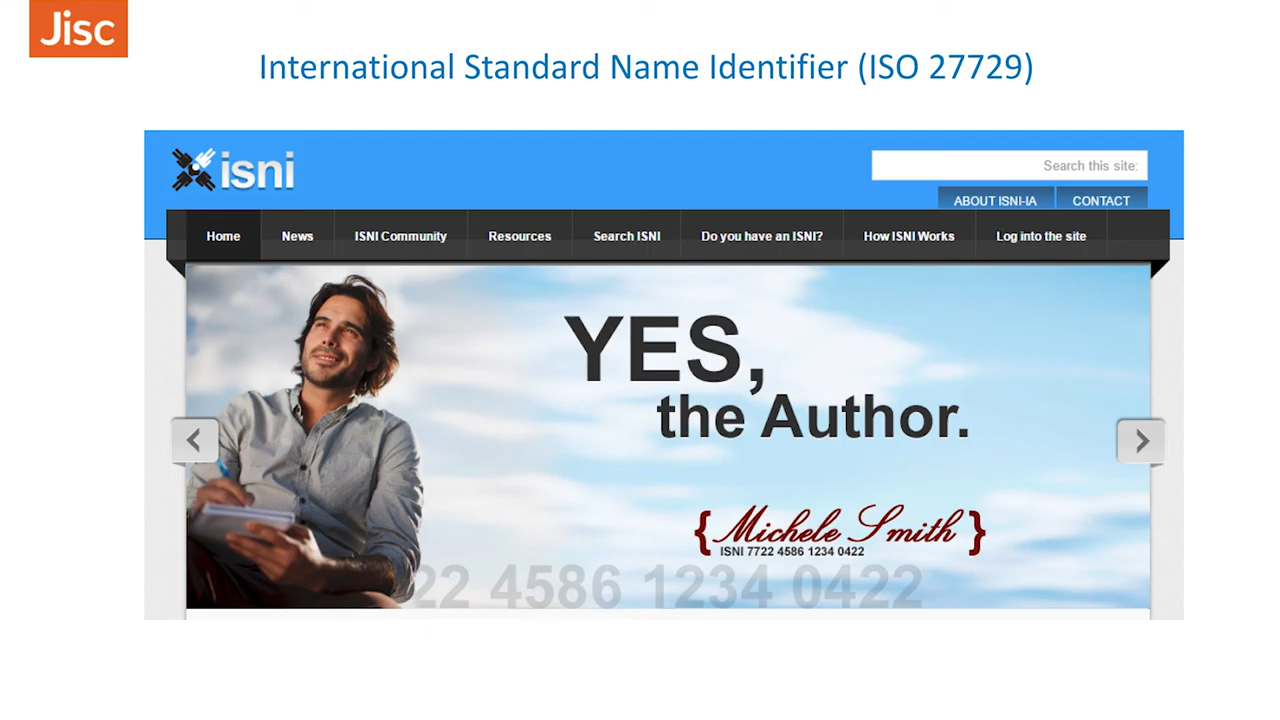 Jisc
International Standard Name Identifier (ISO 27729)
isni
Search this site:
ABOUT ISNI-IA CONTACT
Home News ISNI Community Resources Search ISNI Do you have an ISNI? How ISNI Works Log into the site
YES,
the Author.
{Michele Smith}
ISNI 7722 4586 1234 0422
22 4586 1234 0422